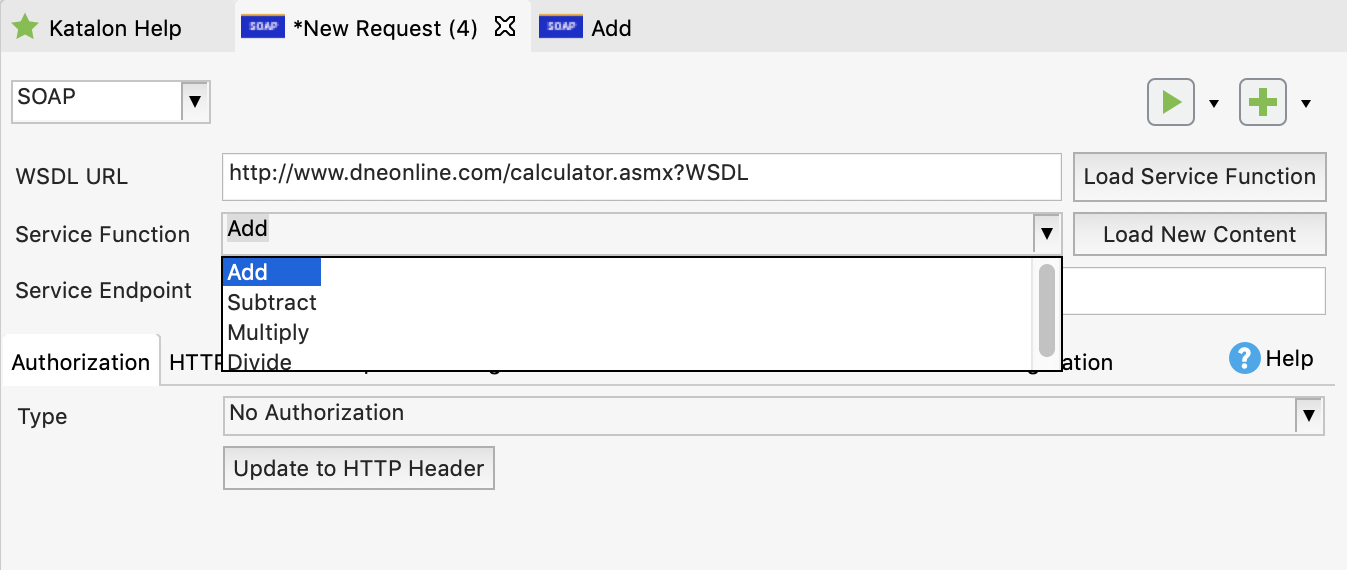 Katalon Help SOAP *New Request (4) SOAP Add
SOAP
WSDL URL http://www.dneonline.com/calculator.asmx?WSDL Load Service Function
Service Function Add Load New Content
Add
Service Endpoint
Subtract
Multiply
Divide
Authorization HTTP ation Help
Type No Authorization
Update to HTTP Header